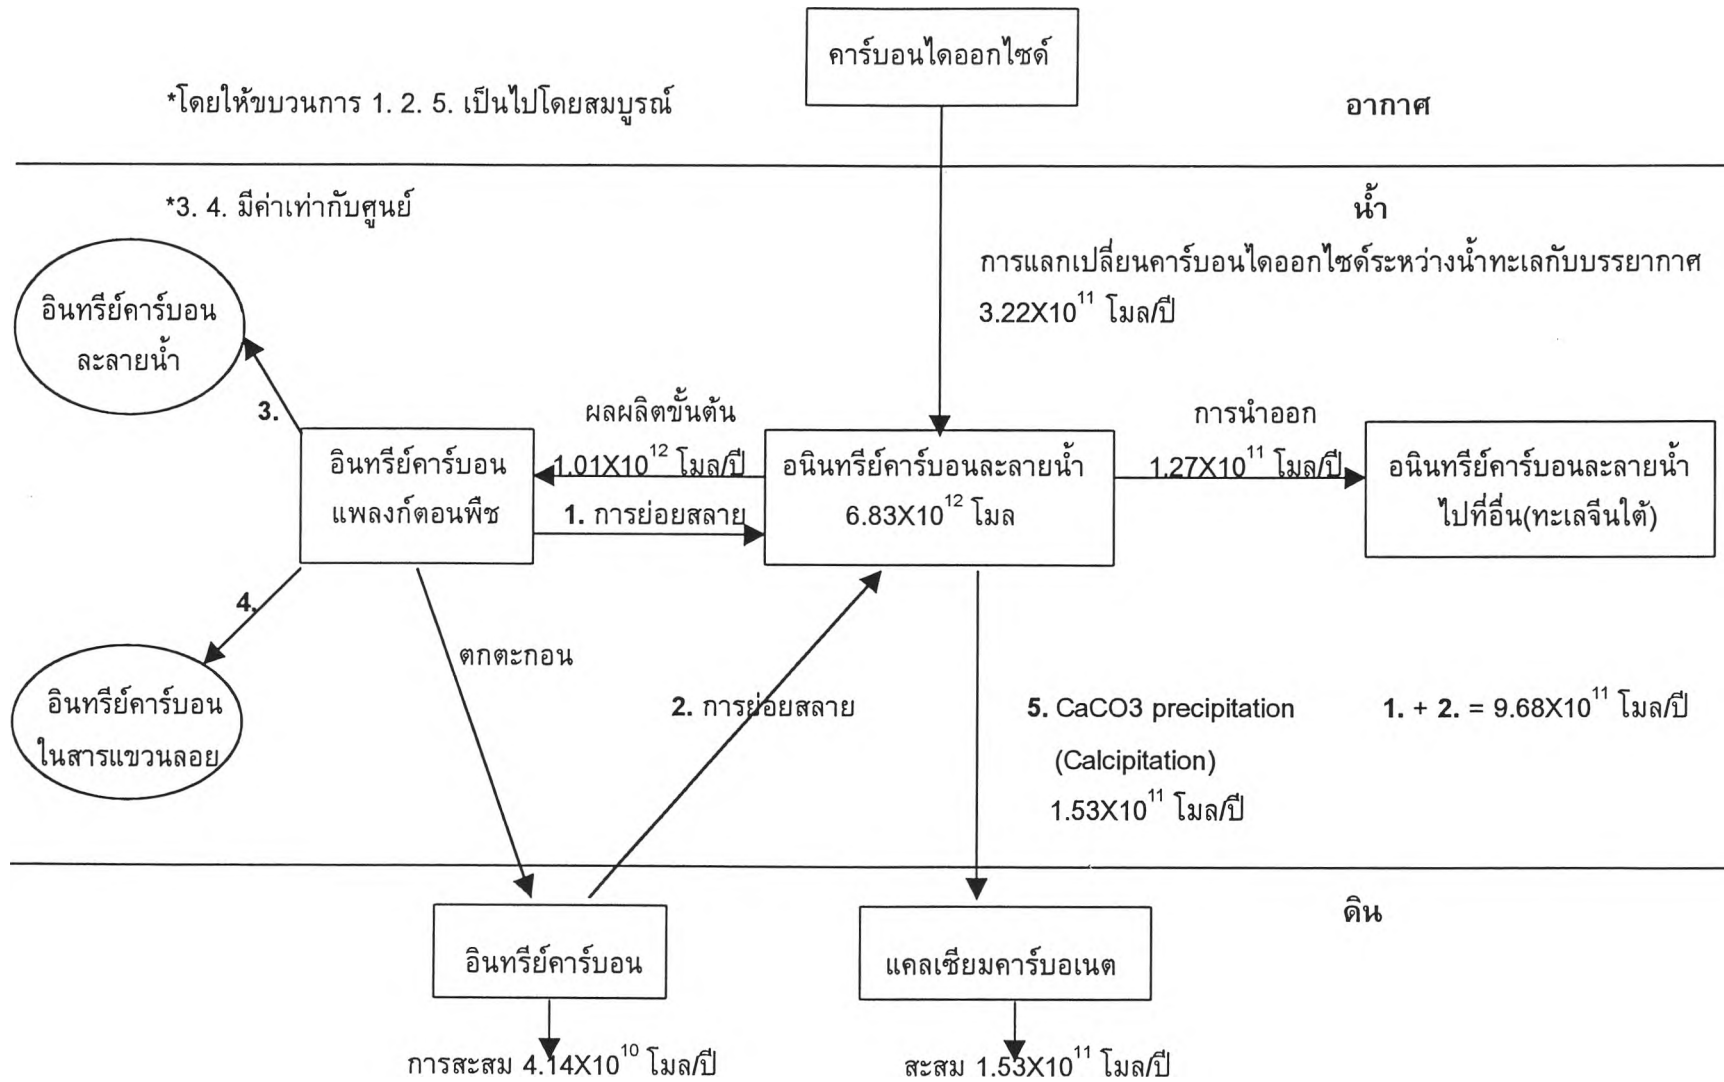 คาร์บอนไดออกไซด์
*โดยให้ขบวนการ 1. 2. 5. เป็นไปโดยสมบูรณ์
อากาศ
*3. 4. มีค่าเท่ากับศูนย์
น้ำ
การแลกเปลี่ยนคาร์บอนไดออกไซด์ระหว่างน้ำทะเลกับบรรยากาศ
3.22X10¹¹ โมล/ปี
อินทรีย์คาร์บอน
ละลายน้ำ
3.
ผลผลิตขั้นต้น
1.01X10¹² โมล/ปี
การนำออก
1.27X10¹¹ โมล/ปี
อินทรีย์คาร์บอน
แพลงก์ตอนพืช
1. การย่อยสลาย
อนินทรีย์คาร์บอนละลายน้ำ
6.83X10¹² โมล
อนินทรีย์คาร์บอนละลายน้ำ
ไปที่อื่น(ทะเลจีนใต้)
4.
ตกตะกอน
อินทรีย์คาร์บอน
ในสารแขวนลอย
2. การย่อยสลาย
5. CaCO3 precipitation
(Calcipitation)
1.53X10¹¹ โมล/ปี
1. + 2. = 9.68X10¹¹ โมล/ปี
ดิน
อินทรีย์คาร์บอน
แคลเซียมคาร์บอเนต
การสะสม 4.14X10¹⁰ โมล/ปี
สะสม 1.53X10¹¹ โมล/ปี